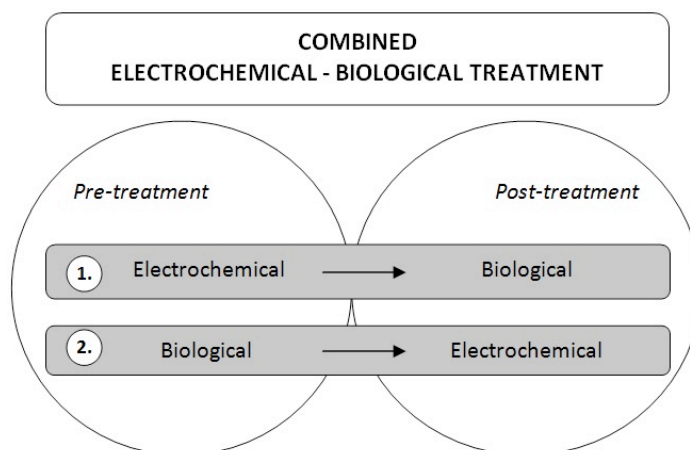 COMBINED
ELECTROCHEMICAL - BIOLOGICAL TREATMENT
Pre-treatment
Post-treatment
1. Electrochemical Biological
2. Biological Electrochemical